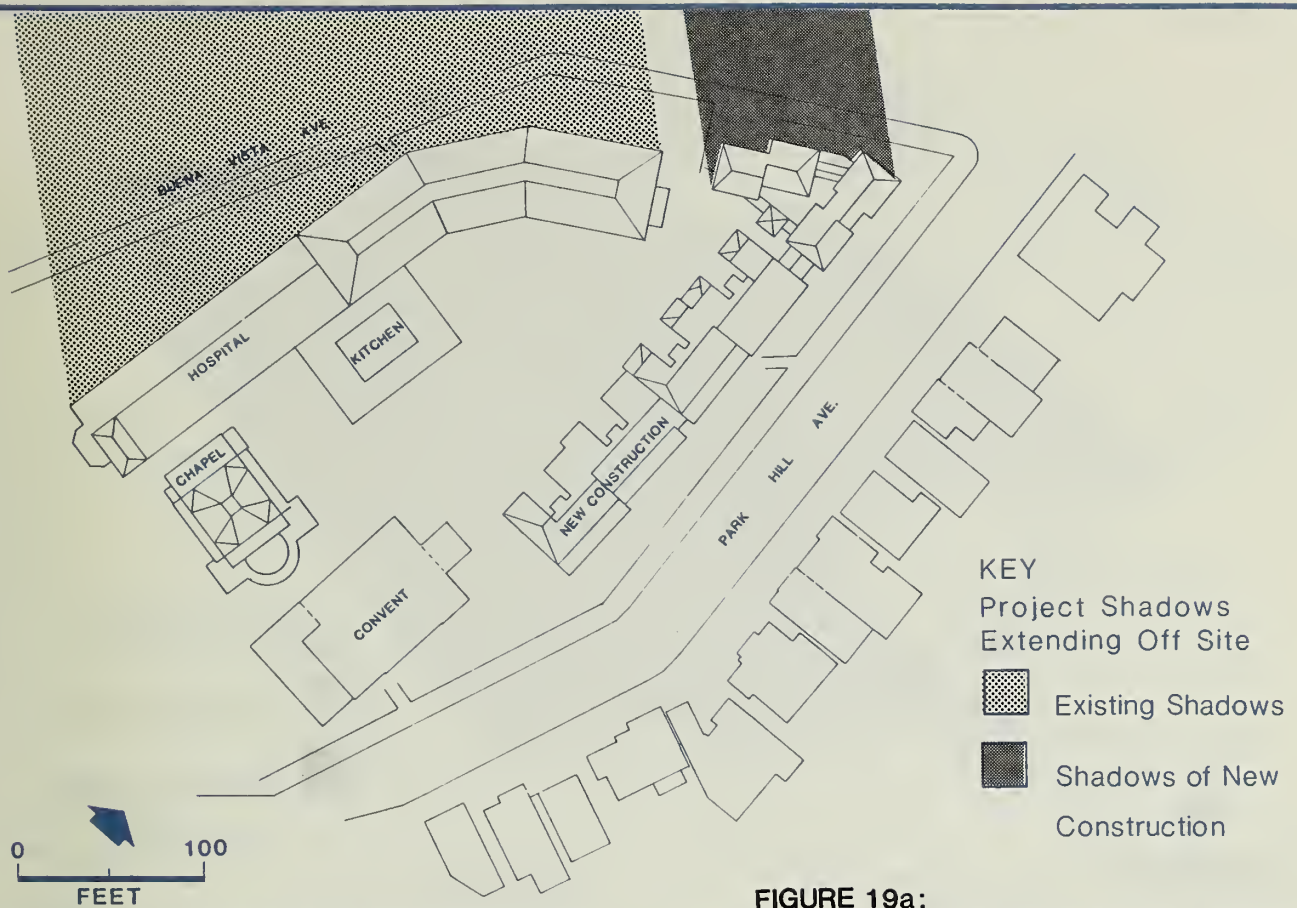 BUENA VISTA AVE.
HOSPITAL
KITCHEN
CHAPEL
NEW CONSTRUCTION
CONVENT
PARK HILL AVE.
KEY
Project Shadows
Extending Off Site
Existing Shadows
Shadows of New
Construction
0 100
FEET
FIGURE 19a: